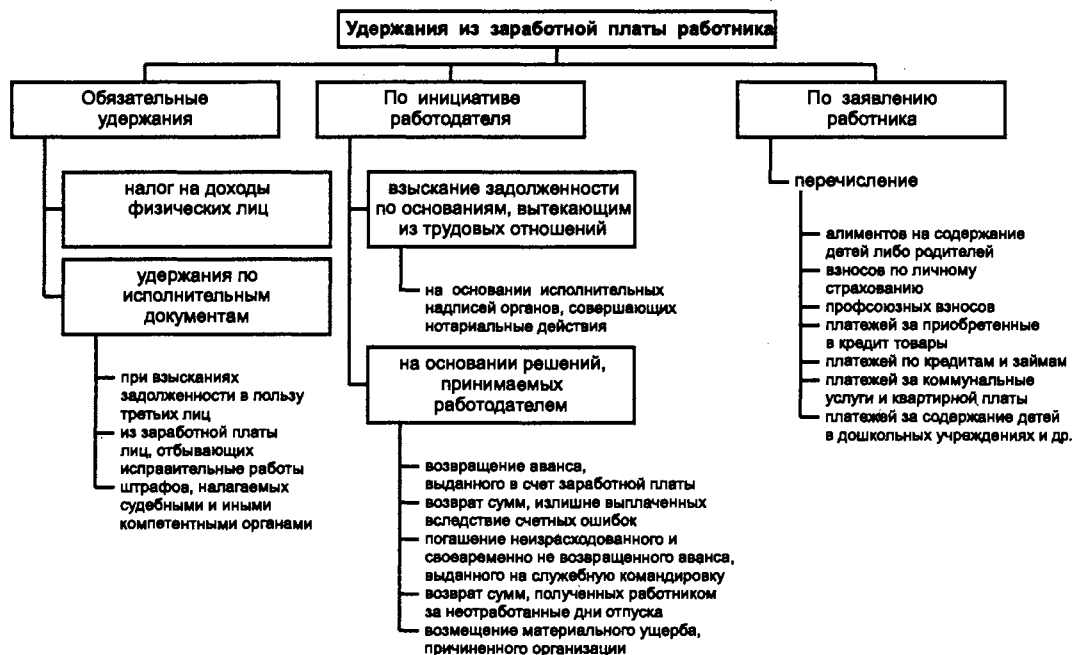 Удержания из заработной платы работника
Обязательные
удержания
налог на доходы
физических лиц
удержания по
исполнительным
документам
при взысканиях
задолженности в пользу
третьих лиц
из заработной платы
лиц, отбывающих
исправительные работы
штрафов, налагаемых
судебными и иными
компетентными органами
По инициативе
работодателя
взыскание задолженности
по основаниям, вытекающим
из трудовых отношений
на основании исполнительных
надписей органов, совершающих
нотариальные действия
на основании решений,
принимаемых
работодателем
возвращение аванса,
выданного в счет заработной платы
возврат сумм, излишне выплаченных
вследствие счетных ошибок
погашение неизрасходованного и
своевременно не возвращенного аванса,
выданного на служебную командировку
возврат сумм, полученных работником
за неотработанные дни отпуска
возмещение материального ущерба,
причиненного организации
По заявлению
работника
перечисление
алиментов на содержание
детей либо родителей
взносов по личному
страхованию
профсоюзных взносов
платежей за приобретенные
в кредит товары
платежей по кредитам и займам
платежей за коммунальные
услуги и квартирной платы
платежей за содержание детей
в дошкольных учреждениях и др.